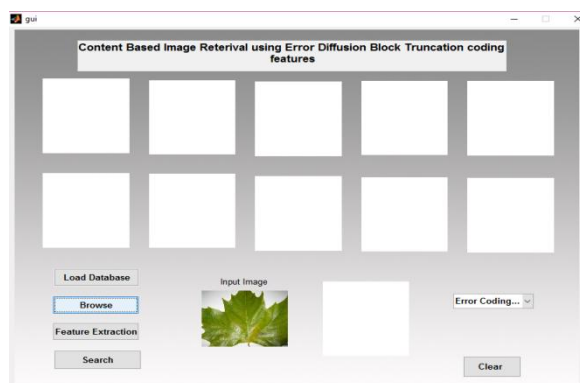 gui
Content Based Image Reterival using Error Diffusion Block Truncation coding
features
Load Database
Browse
Feature Extraction
Search
Input Image
Error Coding...
Clear